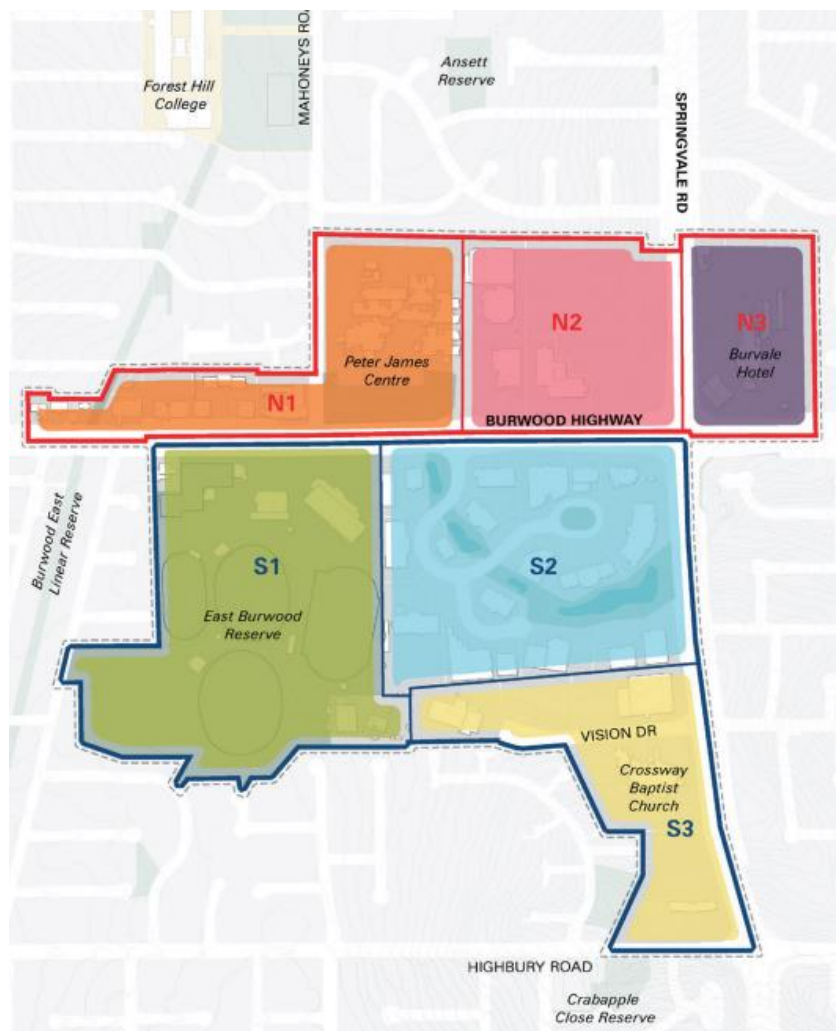 MAHONEYS ROA
Ansett
Reserve
Forest Hill
College
SPRINGVALE RD
N2
N3
Peter James
Centre
Burvale
Hotel
N1
BURWOOD HIGHWAY
Burwood East
Linear Reserve
S1
S2
East Burwood
Reserve
VISION DR
Crossway
Baptist
Church
S3
HIGHBURY ROAD
Crabapple
Close Reserve